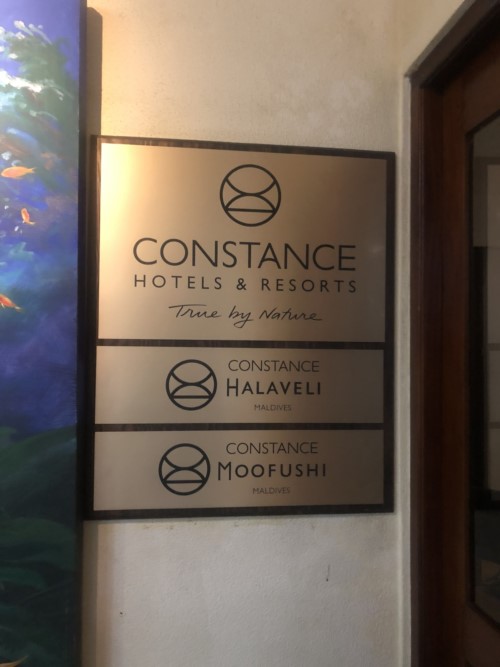 CONSTANCE
HOTELS & RESORTS
True by Nature
CONSTANCE
HALAVELI
MALDIVES
CONSTANCE
MOOFUSHI
MALDIVES